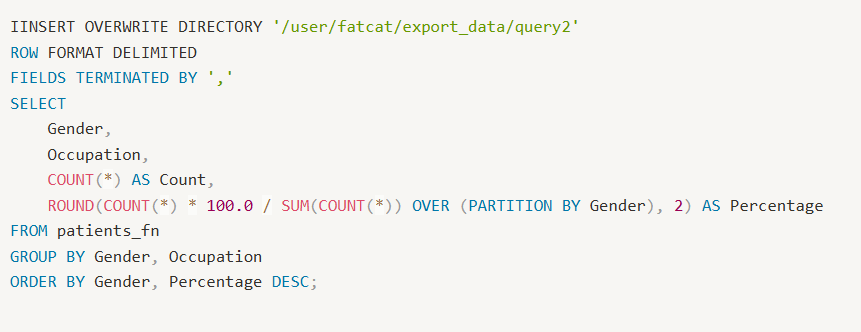 IINSERT OVERWRITE DIRECTORY '/user/fatcat/export_data/query2'
ROW FORMAT DELIMITED
FIELDS TERMINATED BY ','
SELECT
    Gender,
    Occupation,
    COUNT(*) AS Count,
    ROUND(COUNT(*) * 100.0 / SUM(COUNT(*)) OVER (PARTITION BY Gender), 2) AS Percentage
FROM patients_fn
GROUP BY Gender, Occupation
ORDER BY Gender, Percentage DESC;